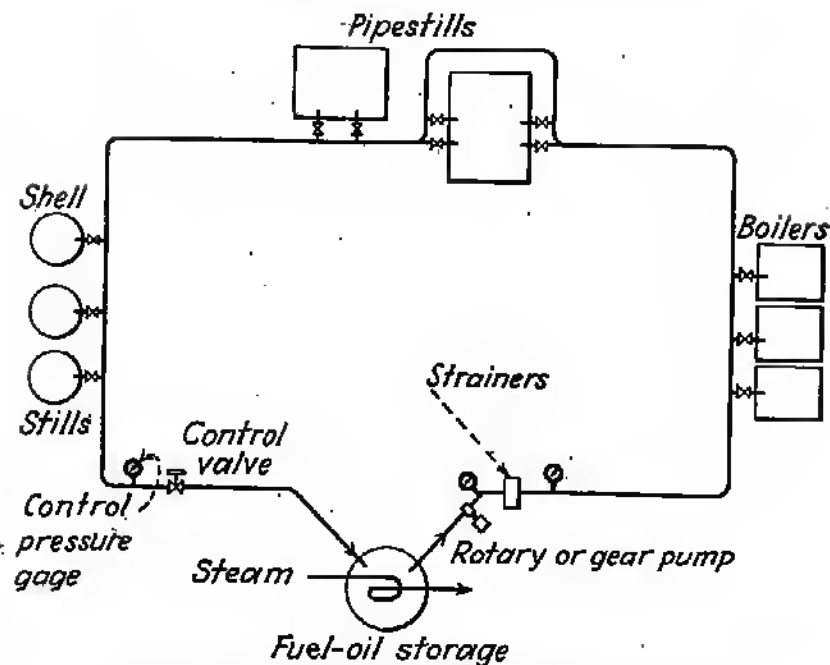 Pipestills
Shell
Boilers
Strainers
Stills
Control
valve
Control
pressure
gage
Rotary or gear pump
Steam
Fuel-oil storage